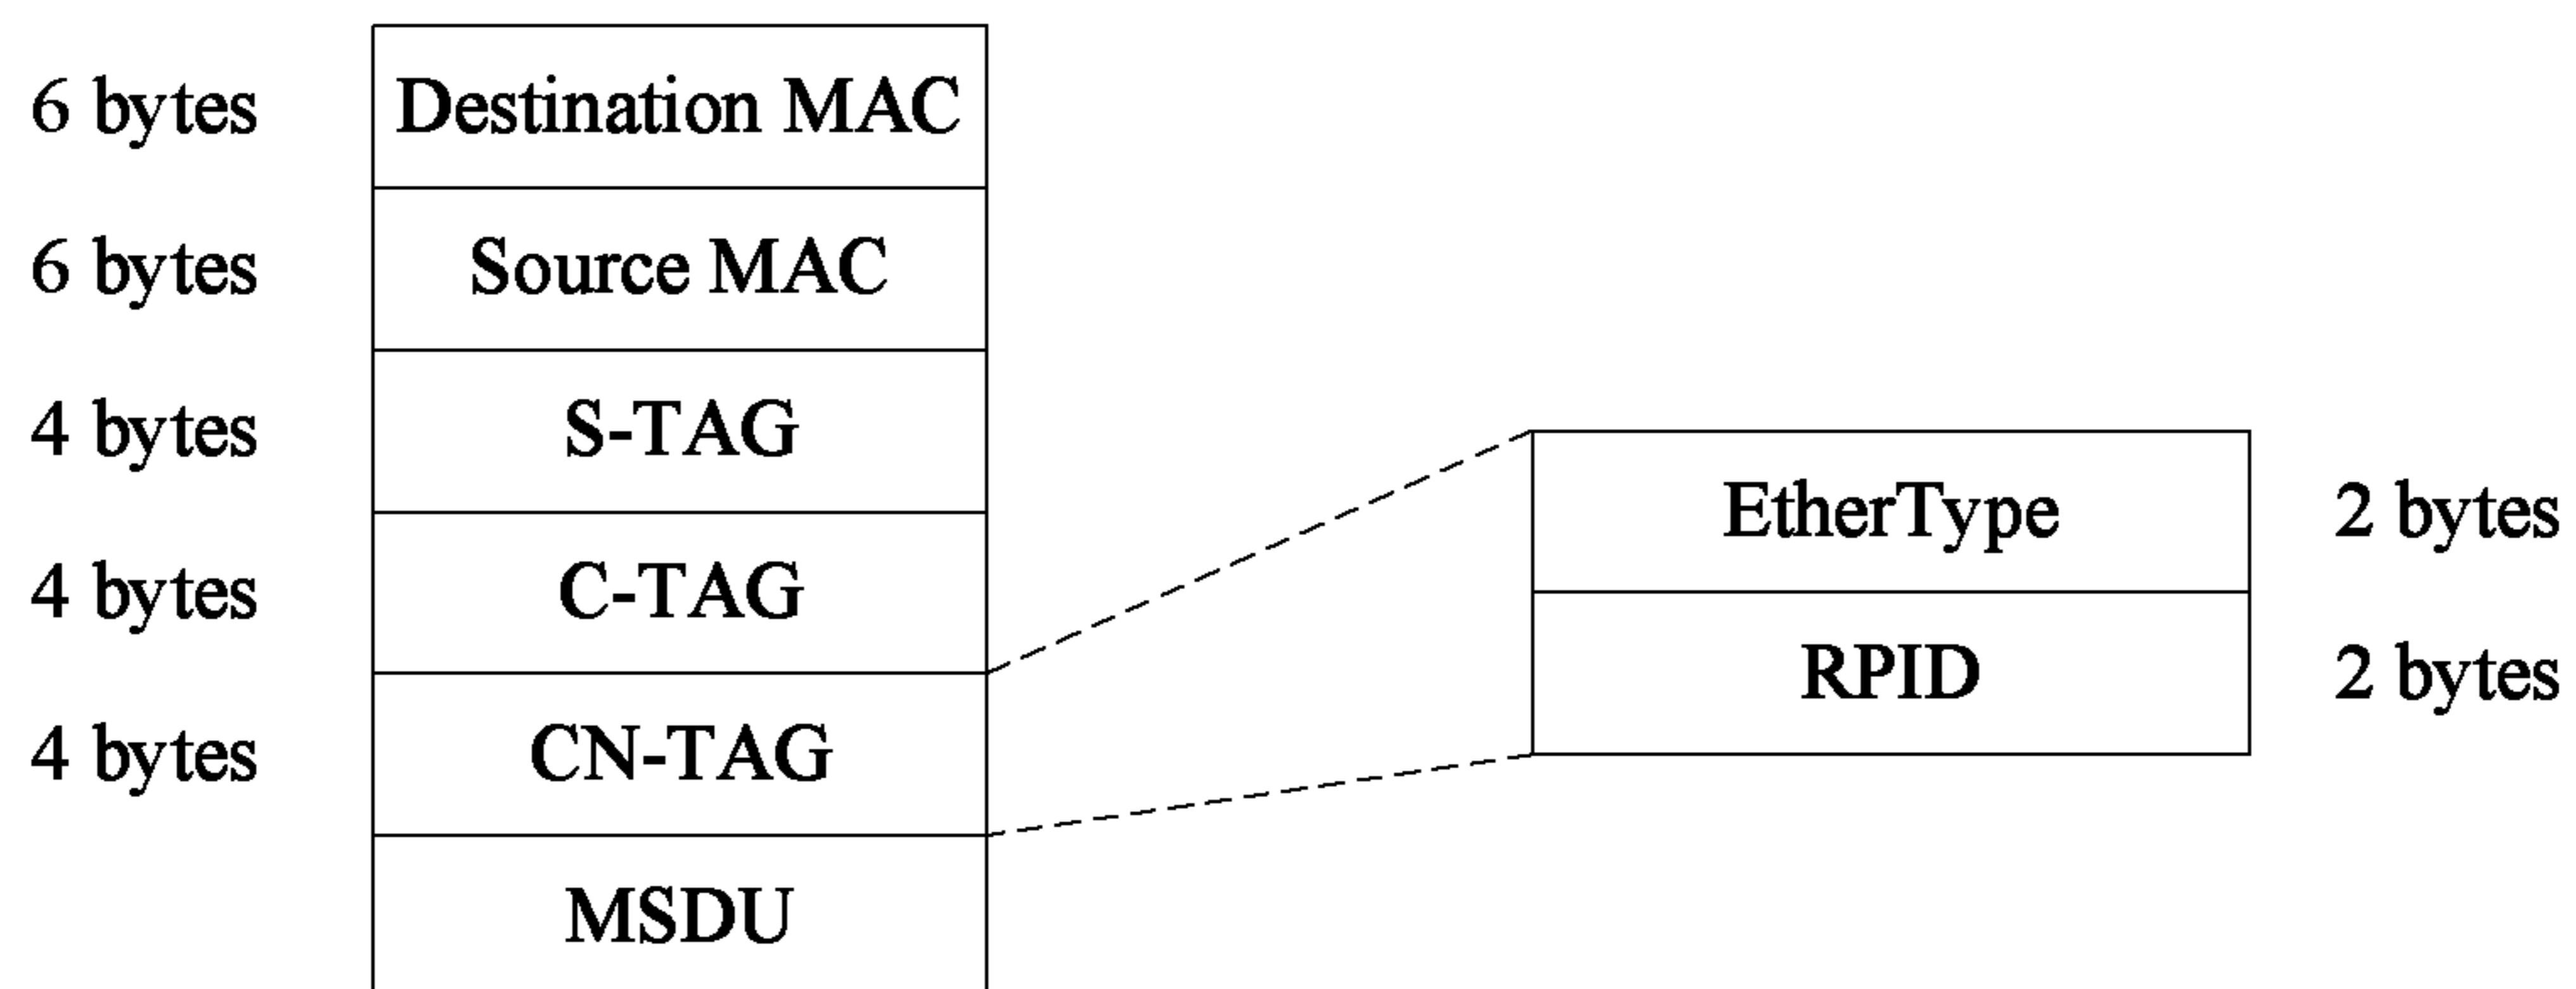 6 bytes Destination MAC
6 bytes Source MAC
4 bytes S-TAG
EtherType 2 bytes
4 bytes C-TAG
RPID 2 bytes
4 bytes CN-TAG
MSDU